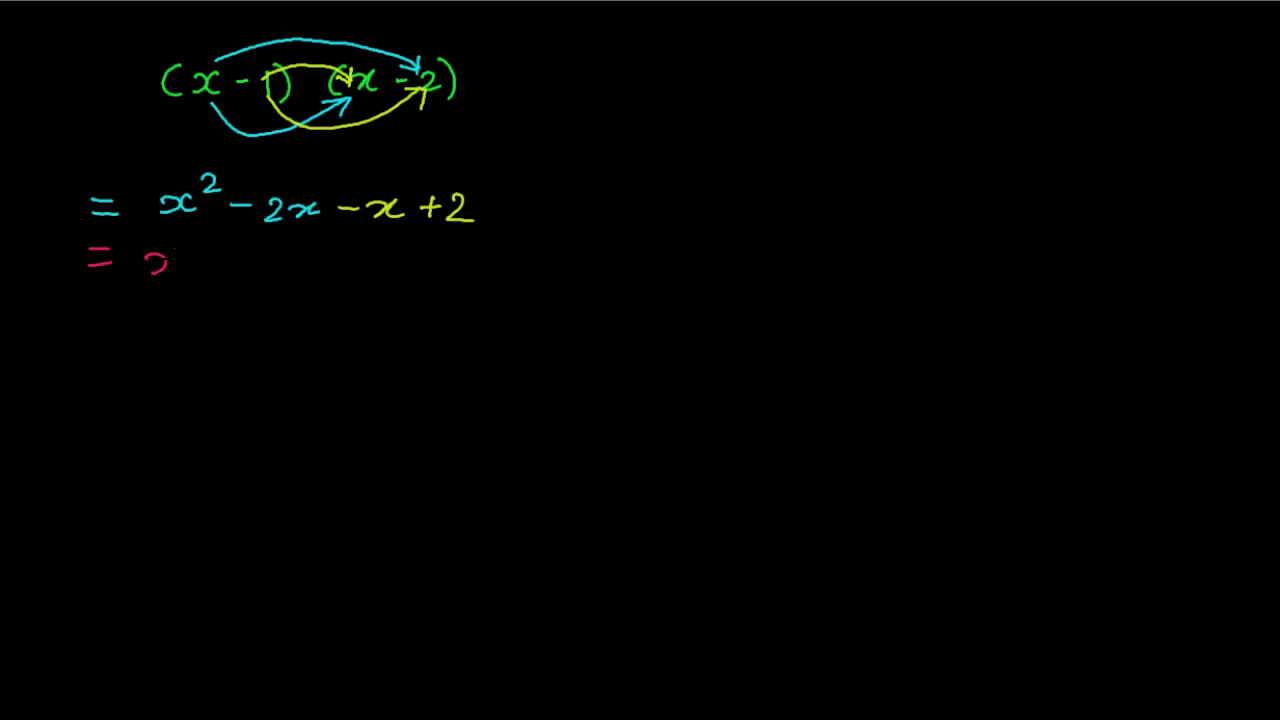 (x - 1) (x - 2)
= x² - 2x - x + 2
=